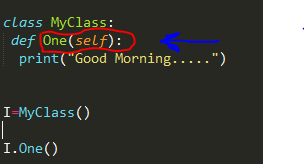 class MyClass:
 def One(self):
  print("Good Morning.....")
I=MyClass()
I.One()